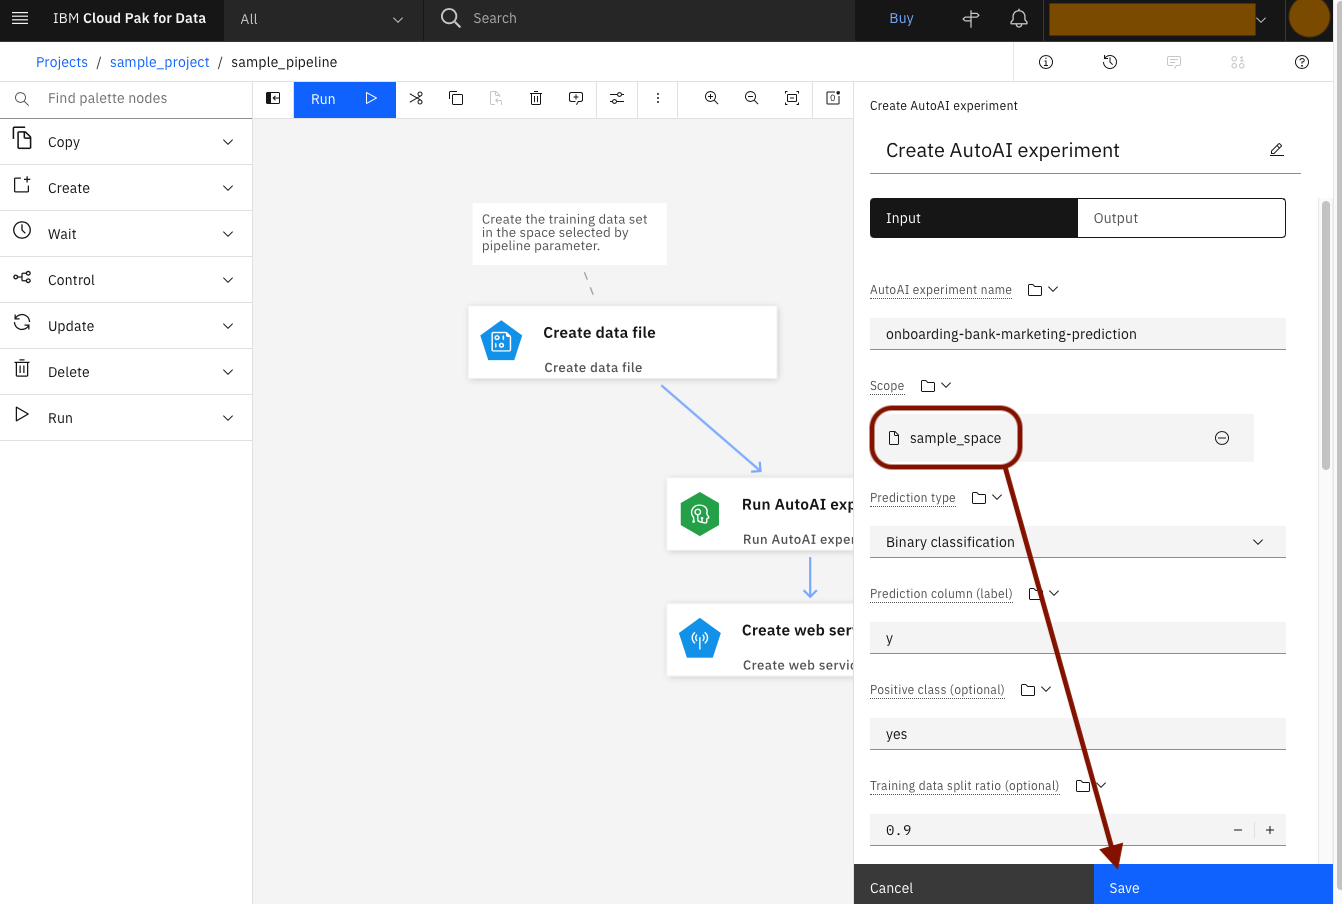 IBM Cloud Pak for Data
All
Search
Buy
Projects / sample_project / sample_pipeline
Find palette nodes
Run
Copy
Create
Wait
Control
Update
Delete
Run
Create the training data set
in the space selected by
pipeline parameter.
Create data file
Create data file
Run AutoAI exp
Run AutoAI exper
Create web ser
Create web servic
Create AutoAI experiment
Create AutoAI experiment
Input
Output
AutoAI experiment name
onboarding-bank-marketing-prediction
Scope
sample_space
Prediction type
Binary classification
Prediction column (label)
y
Positive class (optional)
yes
Training data split ratio (optional)
0.9
Cancel
Save